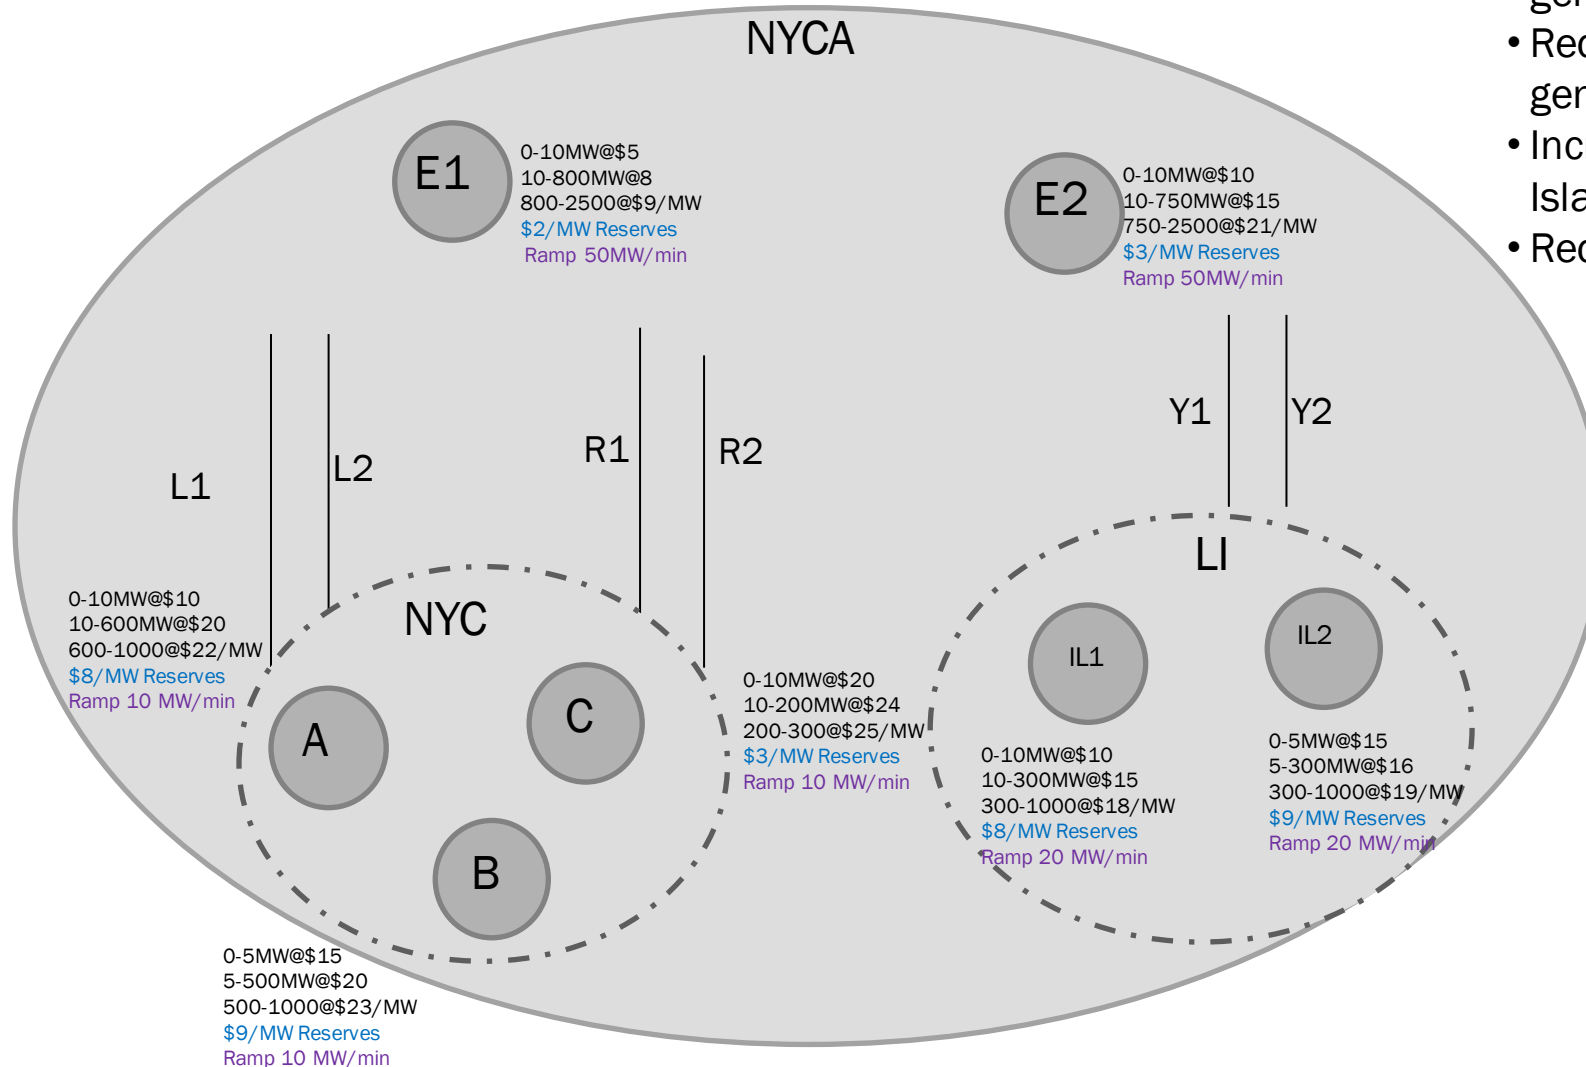 NYCA
E1
0-10MW@$5
10-800MW@8
800-2500@$9/MW
$2/MW Reserves
Ramp 50MW/min
E2
0-10MW@$10
10-750MW@$15
750-2500@$21/MW
$3/MW Reserves
Ramp 50MW/min
•
•
•
L1
L2
R1
R2
Y1
Y2
0-10MW@$10
10-600MW@$20
600-1000@$22/MW
$8/MW Reserves
Ramp 10 MW/min
NYC
A
C
B
0-10MW@$20
10-200MW@$24
200-300@$25/MW
$3/MW Reserves
Ramp 10 MW/min
0-5MW@$15
5-500MW@$20
500-1000@$23/MW
$9/MW Reserves
Ramp 10 MW/min
LI
IL1
IL2
0-10MW@$10
10-300MW@$15
300-1000@$18/MW
$8/MW Reserves
Ramp 20 MW/min
0-5MW@$15
5-300MW@$16
300-1000@$19/MW
$9/MW Reserves
Ramp 20 MW/min